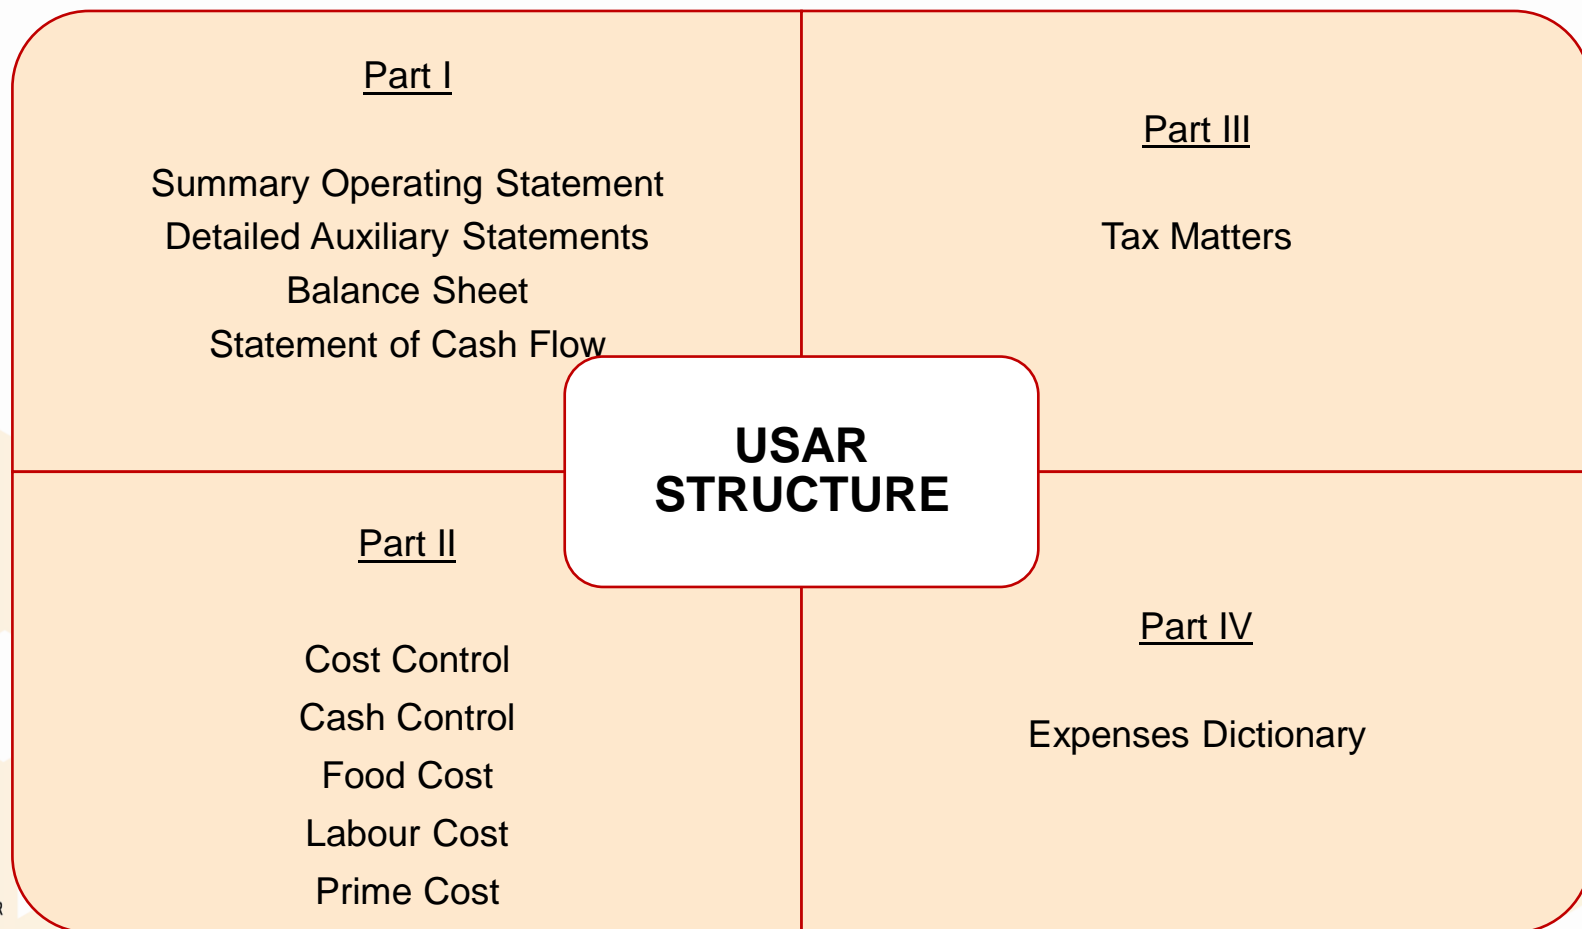 Part I
Summary Operating Statement
Detailed Auxiliary Statements
Balance Sheet
Statement of Cash Flow
Part III
Tax Matters
USAR
STRUCTURE
Part II
Cost Control
Cash Control
Food Cost
Labour Cost
Prime Cost
Part IV
Expenses Dictionary